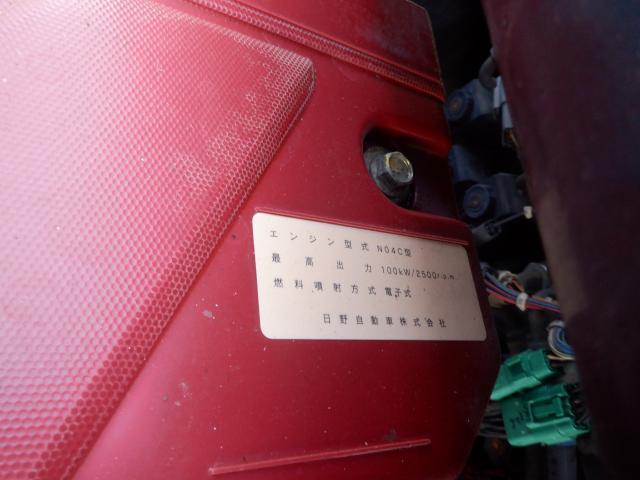 エンジン型式 N04C型
最高出力 100kW/2500r.p.m.
燃料噴射方式 電子式
日野自動車株式会社